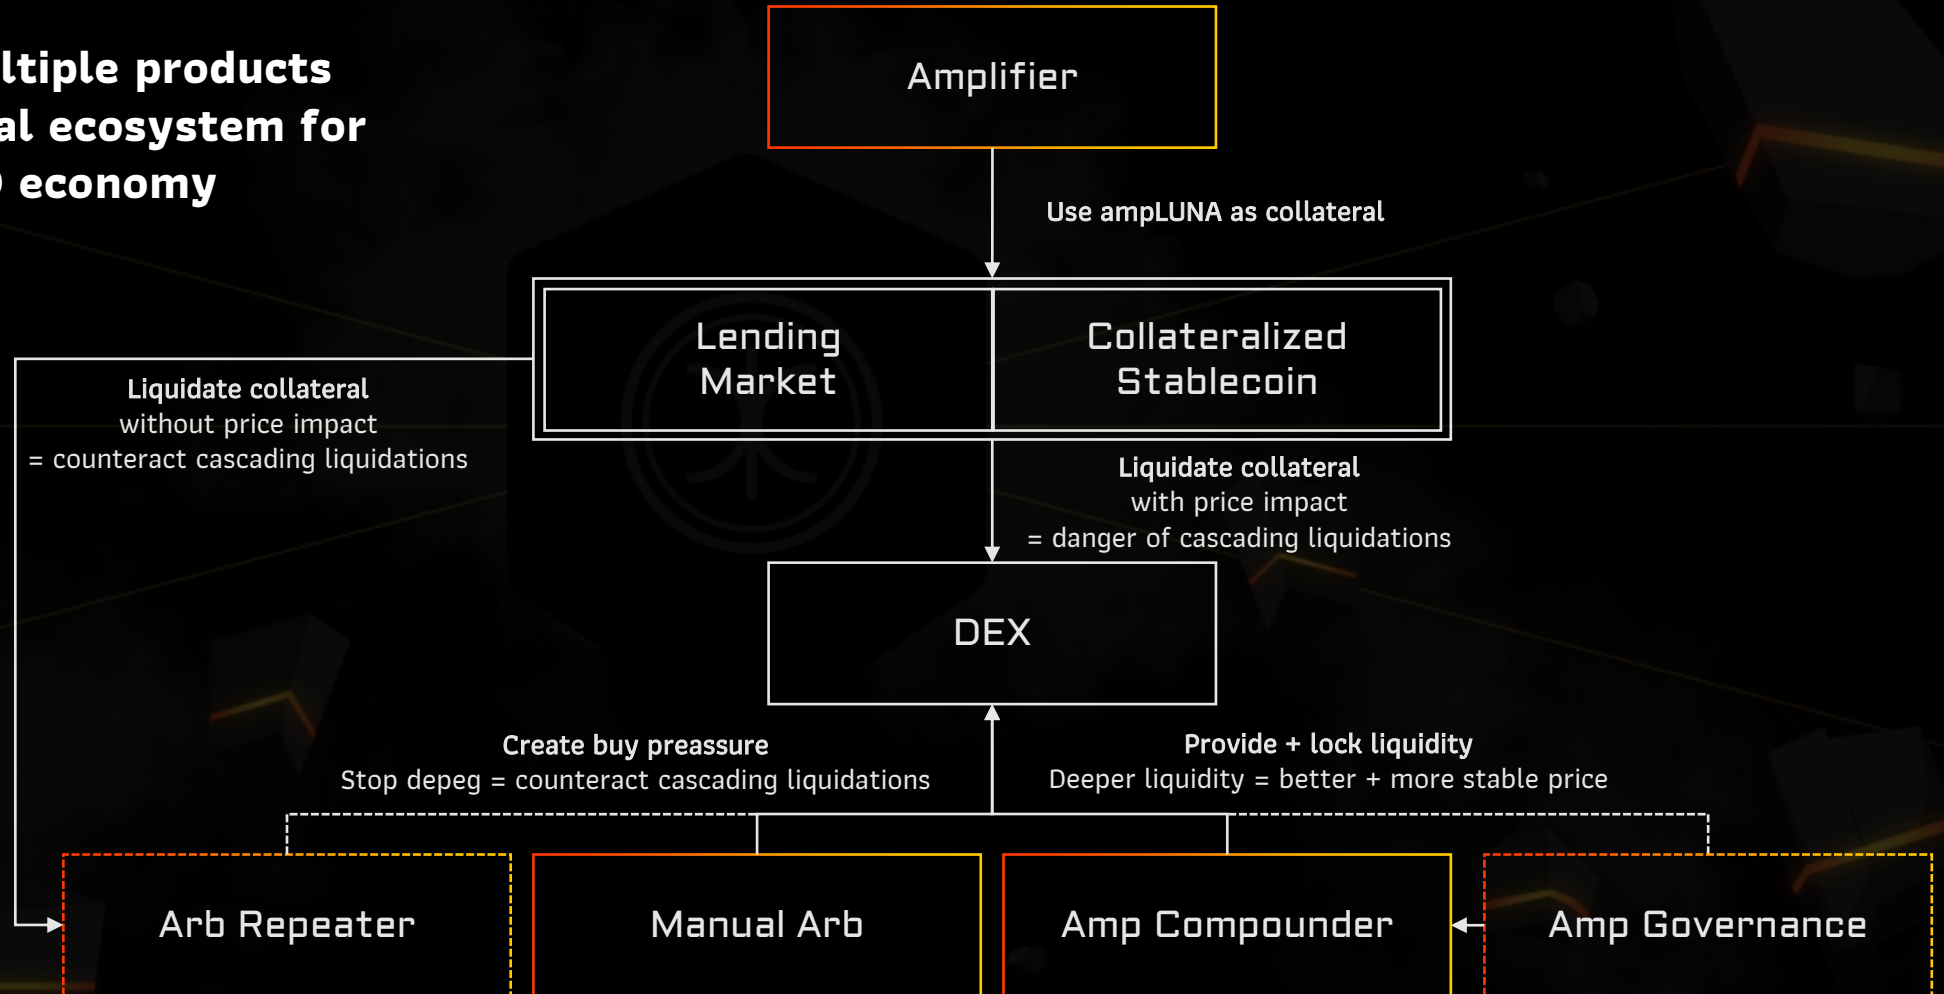 ltiple products
al ecosystem for
economy
Amplifier
Use ampLUNA as collateral
Lending
Market
Collateralized
Stablecoin
Liquidate collateral
without price impact
= counteract cascading liquidations
Liquidate collateral
with price impact
= danger of cascading liquidations
DEX
Create buy preassure
Stop depeg = counteract cascading liquidations
Provide + lock liquidity
Deeper liquidity = better + more stable price
Arb Repeater
Manual Arb
Amp Compounder
Amp Governance